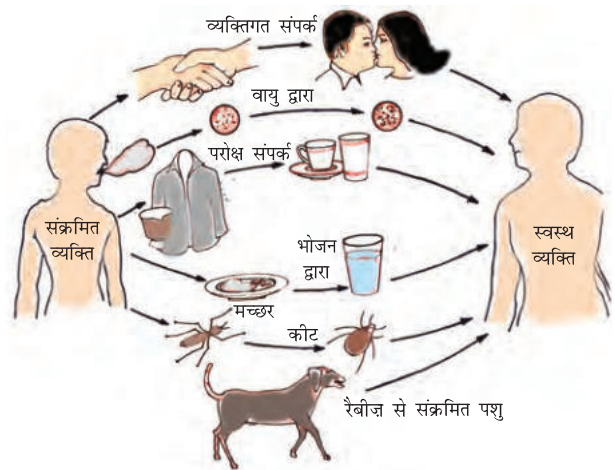 व्यक्तिगत संपर्क
वायु द्वारा
परोक्ष संपर्क
संक्रमित
व्यक्ति
स्वस्थ
व्यक्ति
भोजन
द्वारा
मच्छर
कीट
रैबीज़ से संक्रमित पशु